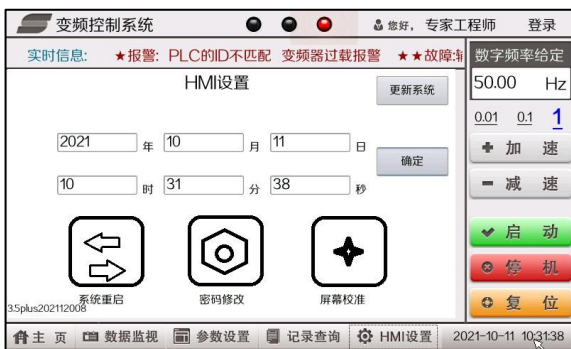 变频控制系统 您好, 专家工程师 登录
实时信息: ★报警: PLC的ID不匹配 变频器过载报警 ★★故障:输
数字频率给定
HMI设置
更新系统
50.00 Hz
0.01 0.1 1
2021 年 10 月 11 日
确定
加速
10 时 31 分 38 秒
减速
启动
停机
系统重启 密码修改 屏幕校准
3.5plus202112008
复位
主页 数据监视 参数设置 记录查询 HMI设置 2021-10-11 10:31:38